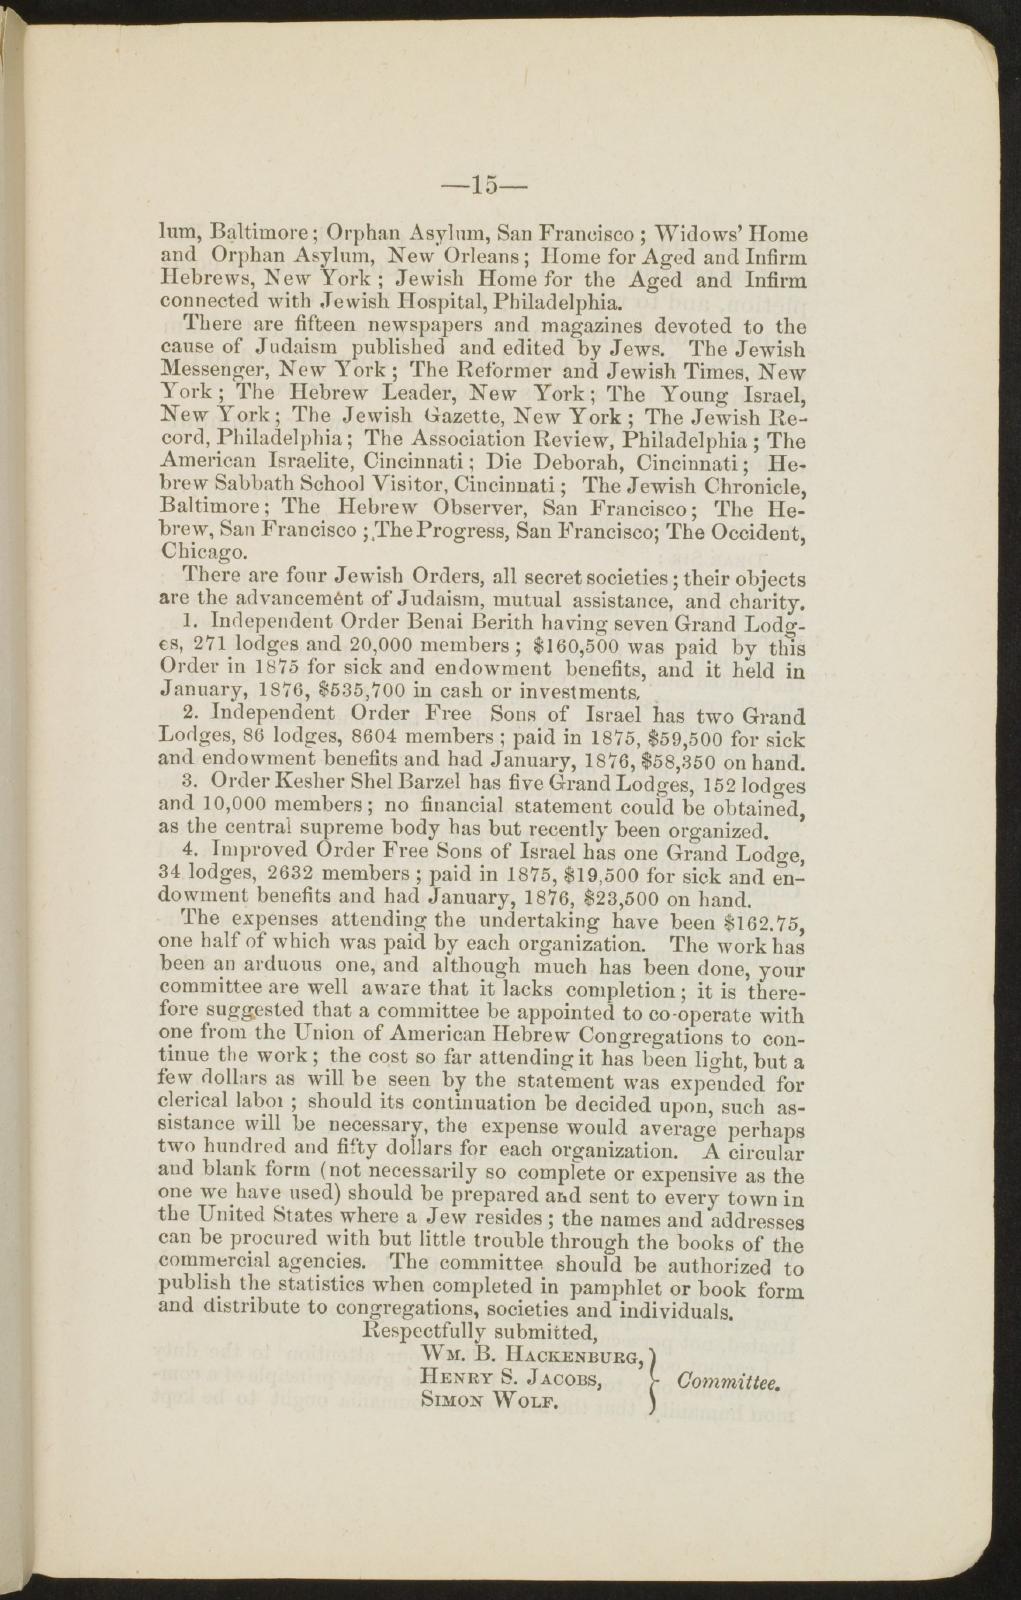 —15—
lum, Baltimore; Orphan Asylum, San Francisco; Widows' Home
and Orphan Asylum, New Orleans; Home for Aged and Infirm
Hebrews, New York; Jewish Home for the Aged and Infirm
connected with Jewish Hospital, Philadelphia.
There are fifteen newspapers and magazines devoted to the
cause of Judaism published and edited by Jews. The Jewish
Messenger, New York; The Reformer and Jewish Times, New
York; The Hebrew Leader, New York; The Young Israel,
New York; The Jewish Gazette, New York; The Jewish Re-
cord, Philadelphia; The Association Review, Philadelphia; The
American Israelite, Cincinnati; Die Deborah, Cincinnati; He-
brew Sabbath School Visitor, Cincinnati; The Jewish Chronicle,
Baltimore; The Hebrew Observer, San Francisco; The He-
brew, San Francisco; The Progress, San Francisco; The Occident,
Chicago.
There are four Jewish Orders, all secret societies; their objects
are the advancement of Judaism, mutual assistance, and charity.
1. Independent Order Benai Berith having seven Grand Lodg-
es, 271 lodges and 20,000 members; $160,500 was paid by this
Order in 1875 for sick and endowment benefits, and it held in
January, 1876, $535,700 in cash or investments.
2. Independent Order Free Sons of Israel has two Grand
Lodges, 86 lodges, 8604 members; paid in 1875, $59,500 for sick
and endowment benefits and had January, 1876, $58,350 on hand.
3. Order Kesher Shel Barzel has five Grand Lodges, 152 lodges
and 10,000 members; no financial statement could be obtained,
as the central supreme body has but recently been organized.
4. Improved Order Free Sons of Israel has one Grand Lodge,
34 lodges, 2632 members; paid in 1875, $19,500 for sick and en-
dowment benefits and had January, 1876, $23,500 on hand.
The expenses attending the undertaking have been $162.75,
one half of which was paid by each organization. The work has
been an arduous one, and although much has been done, your
committee are well aware that it lacks completion; it is there-
fore suggested that a committee be appointed to co-operate with
one from the Union of American Hebrew Congregations to con-
tinue the work; the cost so far attending it has been light, but a
few dollars as will be seen by the statement was expended for
clerical labor; should its continuation be decided upon, such as-
sistance will be necessary, the expense would average perhaps
two hundred and fifty dollars for each organization. A circular
and blank form (not necessarily so complete or expensive as the
one we have used) should be prepared and sent to every town in
the United States where a Jew resides; the names and addresses
can be procured with but little trouble through the books of the
commercial agencies. The committee should be authorized to
publish the statistics when completed in pamphlet or book form
and distribute to congregations, societies and individuals.
Respectfully submitted,
WM. B. HACKENBURG,
HENRY S. JACOBS, } Committee.
SIMON WOLF.